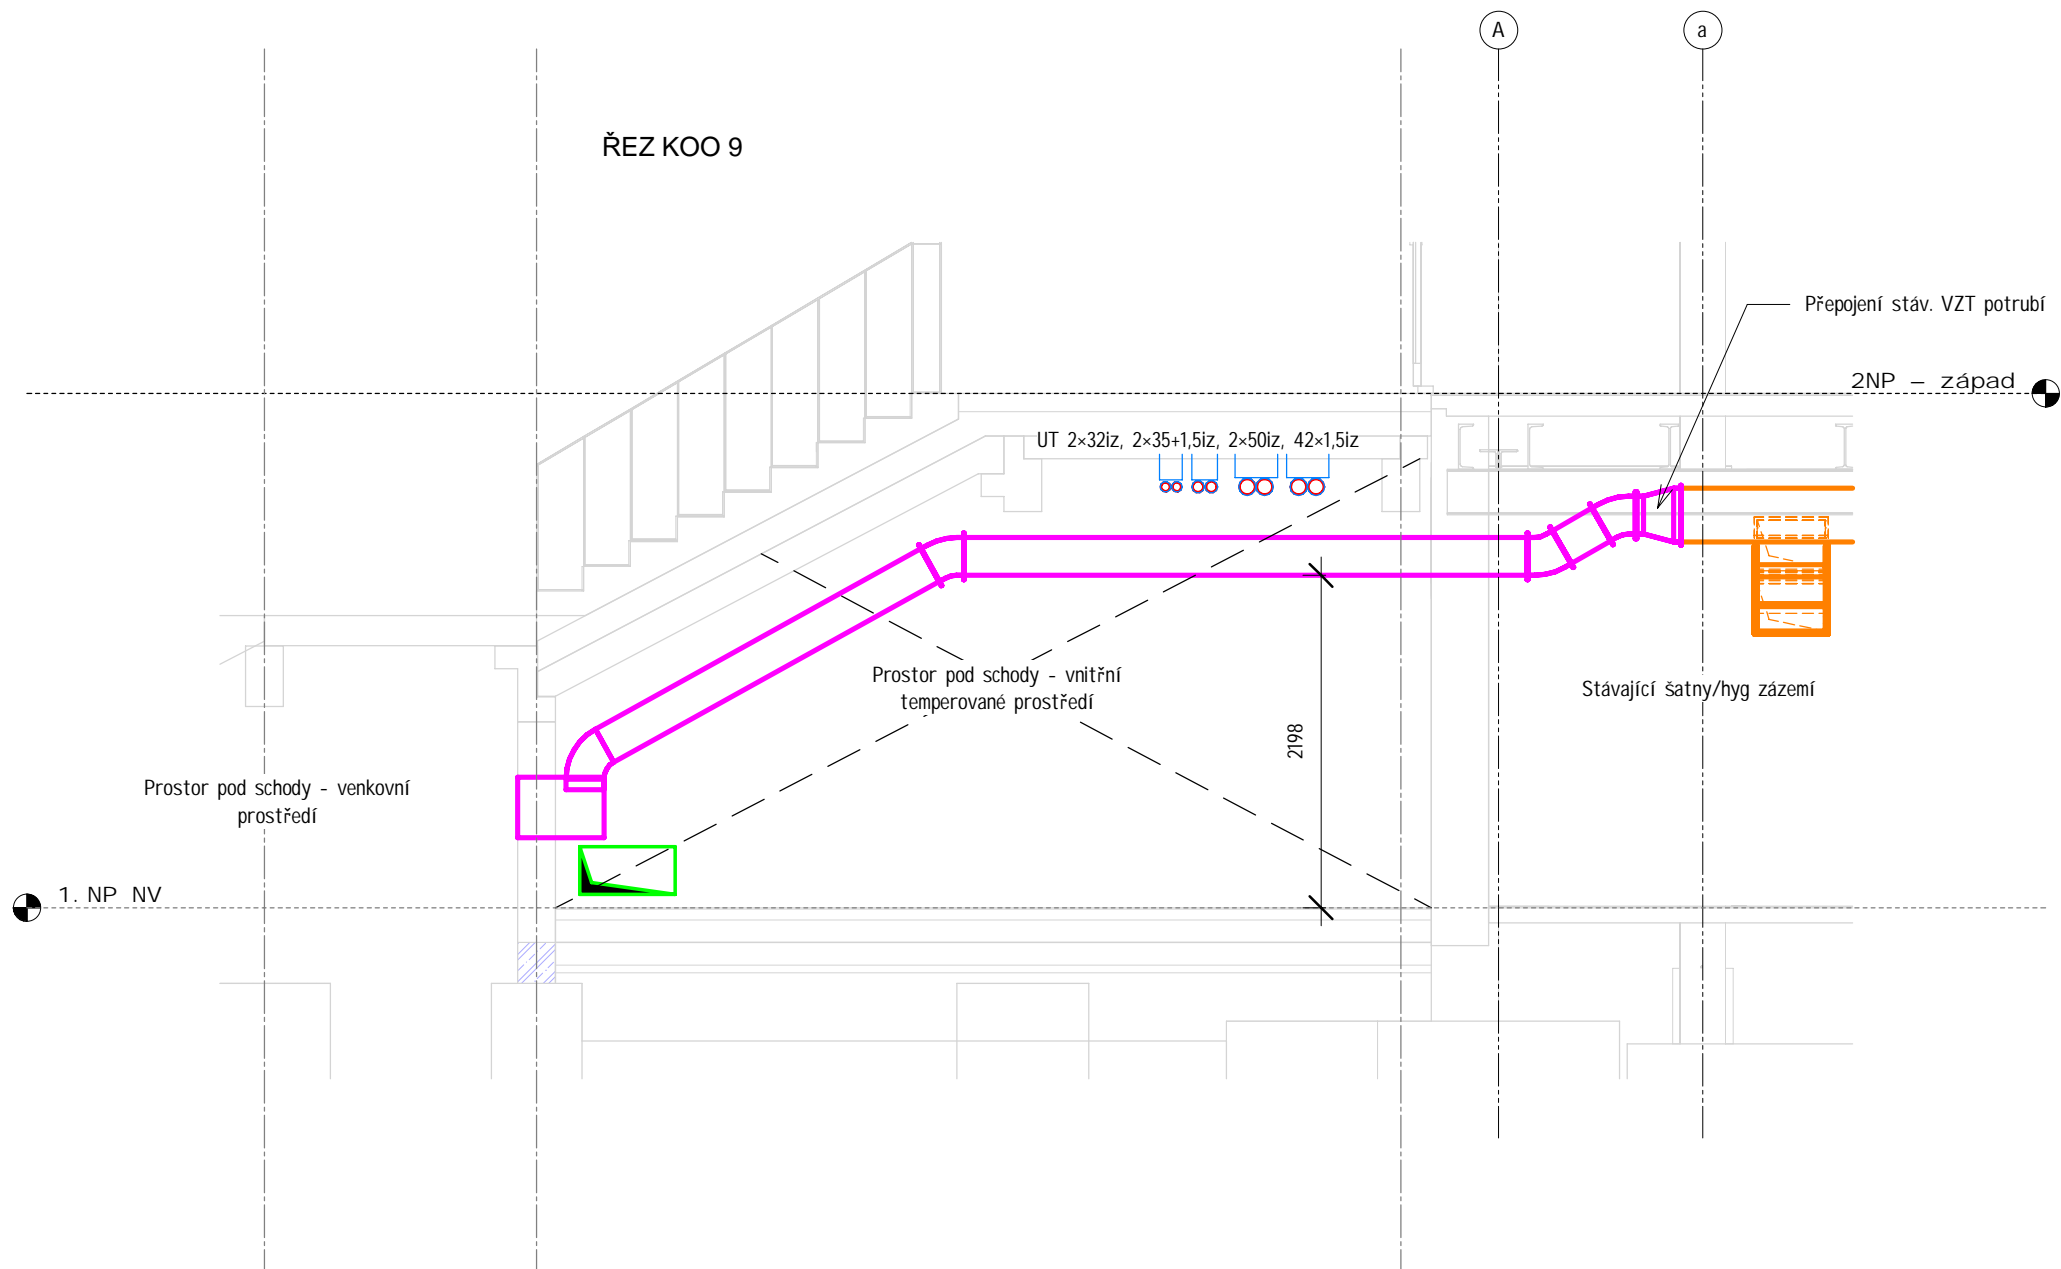 A
a
ŘEZ KOO 9
Přepojení stáv. VZT potrubí
2NP – západ
UT 2×32iz, 2×35+1,5iz, 2×50iz, 42×1,5iz
Prostor pod schody - vnitřní
temperované prostředí
Stávající šatny/hyg zázemí
2198
Prostor pod schody - venkovní
prostředí
1. NP NV